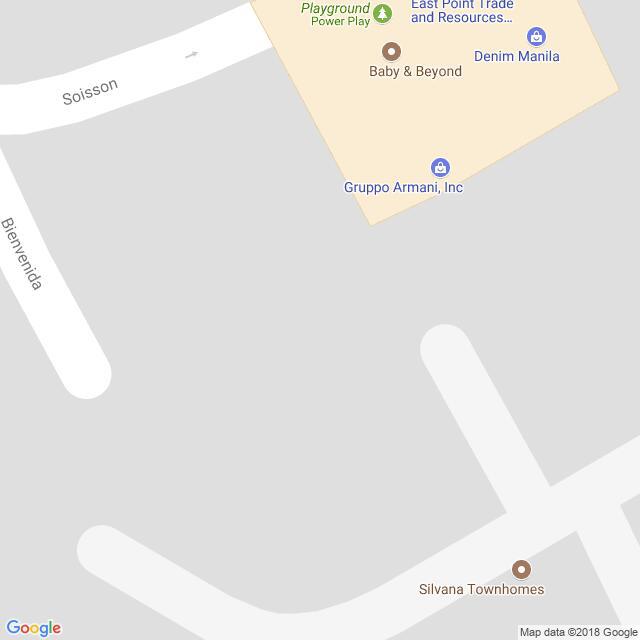 Playground
Power Play
East Point Trade
and Resources...
Denim Manila
Baby & Beyond
Soisson
Gruppo Armani, Inc
Bienvenida
Silvana Townhomes
Google
Map data ©2018 Google